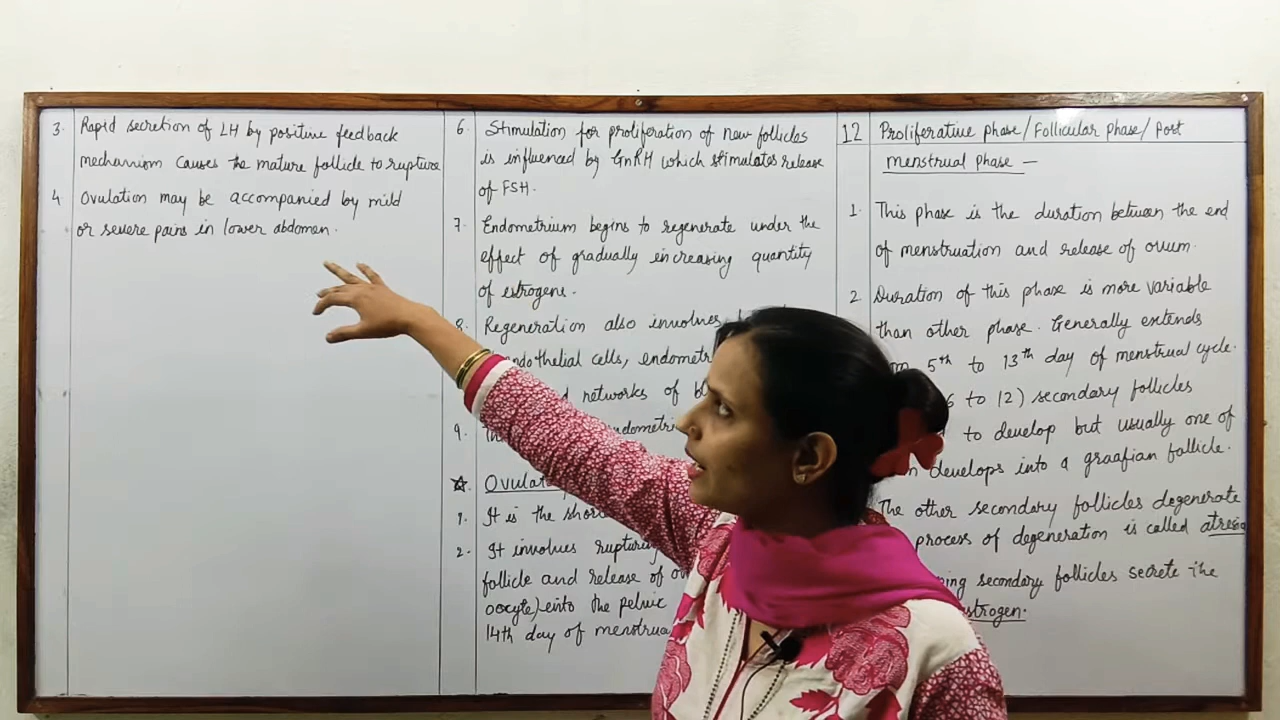 3. Rapid secretion of LH by positive feedback
mechanism causes the mature follicle to rupture
4 Ovulation may be accompanied by mild
or severe pains in lower abdomen.
6. Stimulation for proliferation of new follicles
is influenced by GnRH which stimulates release
of FSH.
7. Endometrium begins to regenerate under the
effect of gradually increasing quantity
of estrogene.
8. Regeneration also involves
endothelial cells,
networks of
9.
☆. 
1. It is the
2. It involves
follicle and release of
oocyte) into the pelvic
14th day of
12 Proliferative phase/Follicular phase/Post
menstrual phase —
1. This phase is the duration between the end
of menstruation and release of ovum.
2. Duration of this phase is more variable
than other phase. Generally extends
5th to 13th day of menstrual cycle.
6 to 12) secondary follicles
to develop but usually one of
develops into a graafian follicle.
The other secondary follicles degenerate
process of degeneration is called atresia
secondary follicles secrete the
estrogen.